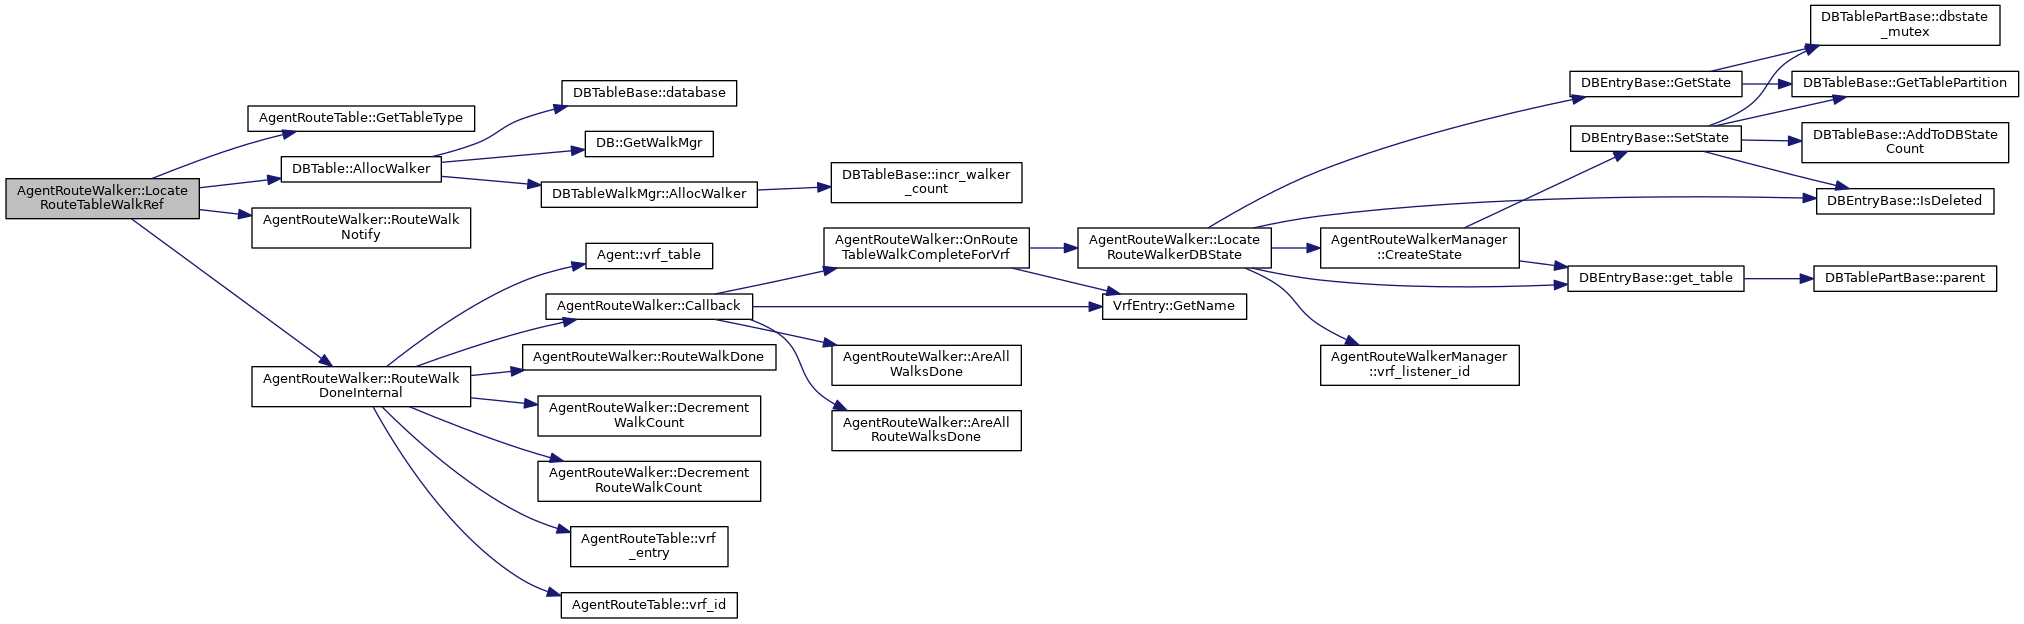 AgentRouteWalker::Locate
RouteTableWalkRef
AgentRouteTable::GetTableType
DBTable::AllocWalker
AgentRouteWalker::RouteWalk
Notify
AgentRouteWalker::RouteWalk
DoneInternal
DBTableBase::database
DB::GetWalkMgr
DBTableWalkMgr::AllocWalker
DBTableBase::incr_walker
_count
Agent::vrf_table
AgentRouteWalker::Callback
AgentRouteWalker::RouteWalkDone
AgentRouteWalker::Decrement
WalkCount
AgentRouteWalker::Decrement
RouteWalkCount
AgentRouteTable::vrf
_entry
AgentRouteTable::vrf_id
AgentRouteWalker::OnRoute
TableWalkCompleteForVrf
AgentRouteWalker::AreAll
WalksDone
AgentRouteWalker::AreAll
RouteWalksDone
AgentRouteWalker::Locate
RouteWalkerDBState
VrfEntry::GetName
AgentRouteWalkerManager
::CreateState
AgentRouteWalkerManager
::vrf_listener_id
DBEntryBase::GetState
DBEntryBase::SetState
DBEntryBase::get_table
DBTablePartBase::dbstate
_mutex
DBTableBase::GetTablePartition
DBTableBase::AddToDBState
Count
DBEntryBase::IsDeleted
DBTablePartBase::parent